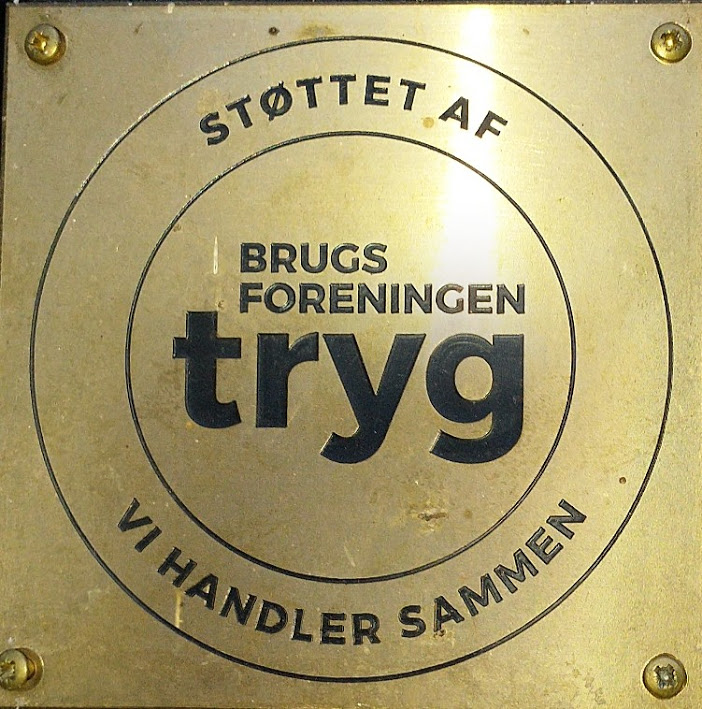 STØTTET AF
BRUGS
FORENINGEN
tryg
VI HANDLER SAMMEN